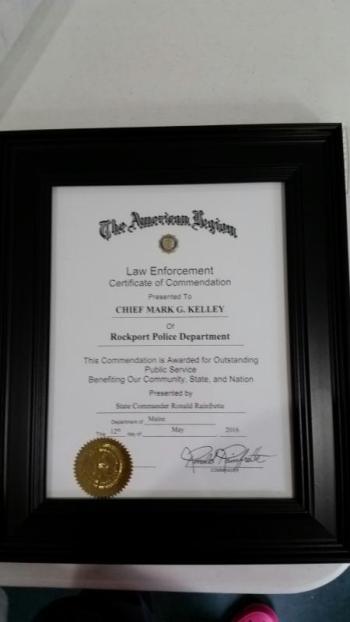 The American Legion
Law Enforcement
Certificate of Commendation
Presented To
CHIEF MARK G. KELLEY
Of
Rockport Police Department
This Commendation is Awarded for Outstanding
Public Service
Benefiting Our Community, State, and Nation
Presented by
State Commander Ronald Rainfrette
Department of Maine
This 12th day of May 2016
COMMANDER